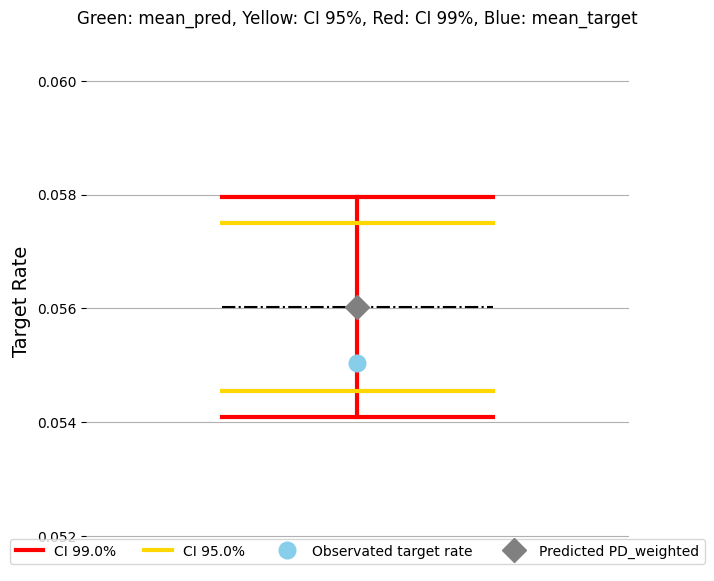 Green: mean_pred, Yellow: CI 95%, Red: CI 99%, Blue: mean_target
0.060
0.058
0.056
0.054
0.052
Target Rate
CI 99.0%
CI 95.0%
Observated target rate
Predicted PD_weighted